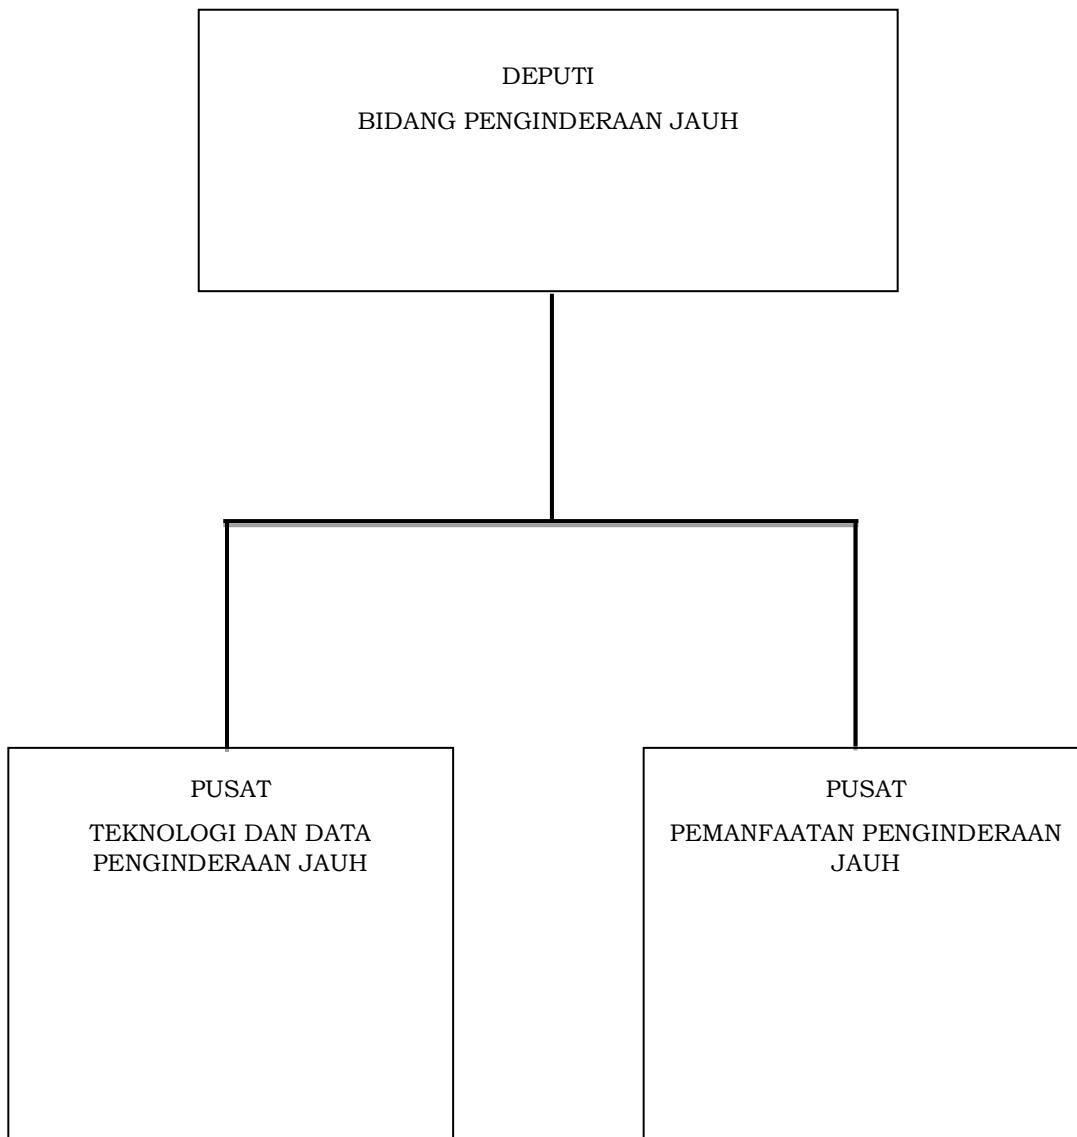 DEPUTI
BIDANG PENGINDERAAN JAUH
PUSAT
TEKNOLOGI DAN DATA
PENGINDERAAN JAUH
PUSAT
PEMANFAATAN PENGINDERAAN
JAUH